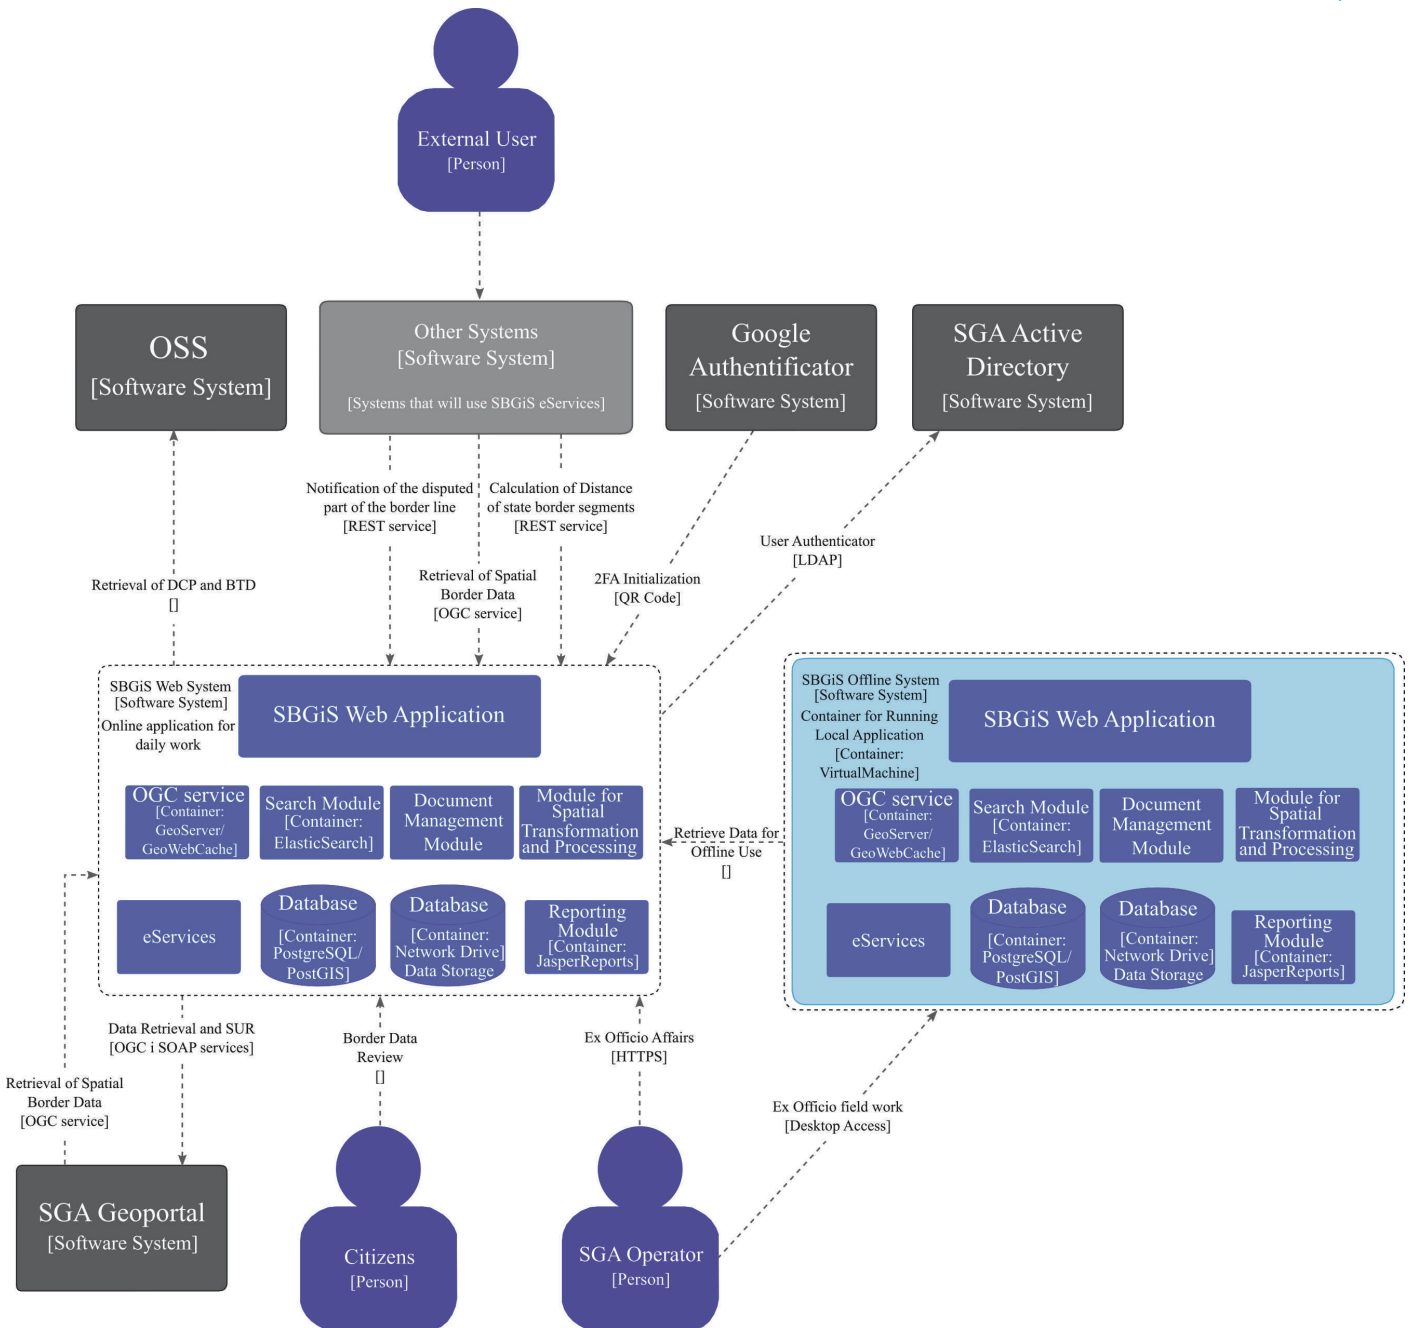 External User
[Person]
OSS
[Software System]
Other Systems
[Software System]
[Systems that will use SBGiS eServices]
Google
Authentificator
[Software System]
SGA Active
Directory
[Software System]
Notification of the disputed
part of the border line
[REST service]
Calculation of Distance
of state border segments
[REST service]
Retrieval of Spatial
Border Data
[OGC service]
Retrieval of DCP and BTD
[]
2FA Initialization
[QR Code]
User Authenticator
[LDAP]
SBGiS Web System
[Software System]
Online application for
daily work
SBGiS Web Application
OGC service
[Container:
GeoServer/
GeoWebCache]
Search Module
[Container:
ElasticSearch]
Document
Management
Module
Module for
Spatial
Transformation
and Processing
eServices
Database
[Container:
PostgreSQL/
PostGIS]
Database
[Container:
Network Drive]
Data Storage
Reporting
Module
[Container:
JasperReports]
Retrieve Data for
Offline Use
[]
SBGiS Offline System
[Software System]
Container for Running
Local Application
[Container:
VirtualMachine]
SBGiS Web Application
OGC service
[Container:
GeoServer/
GeoWebCache]
Search Module
[Container:
ElasticSearch]
Document
Management
Module
Module for
Spatial
Transformation
and Processing
eServices
Database
[Container:
PostgreSQL/
PostGIS]
Database
[Container:
Network Drive]
Data Storage
Reporting
Module
[Container:
JasperReports]
Retrieval of Spatial
Border Data
[OGC service]
Data Retrieval and SUR
[OGC i SOAP services]
Border Data
Review
[]
Ex Officio Affairs
[HTTPS]
Ex Officio field work
[Desktop Access]
SGA Geoportal
[Software System]
Citizens
[Person]
SGA Operator
[Person]